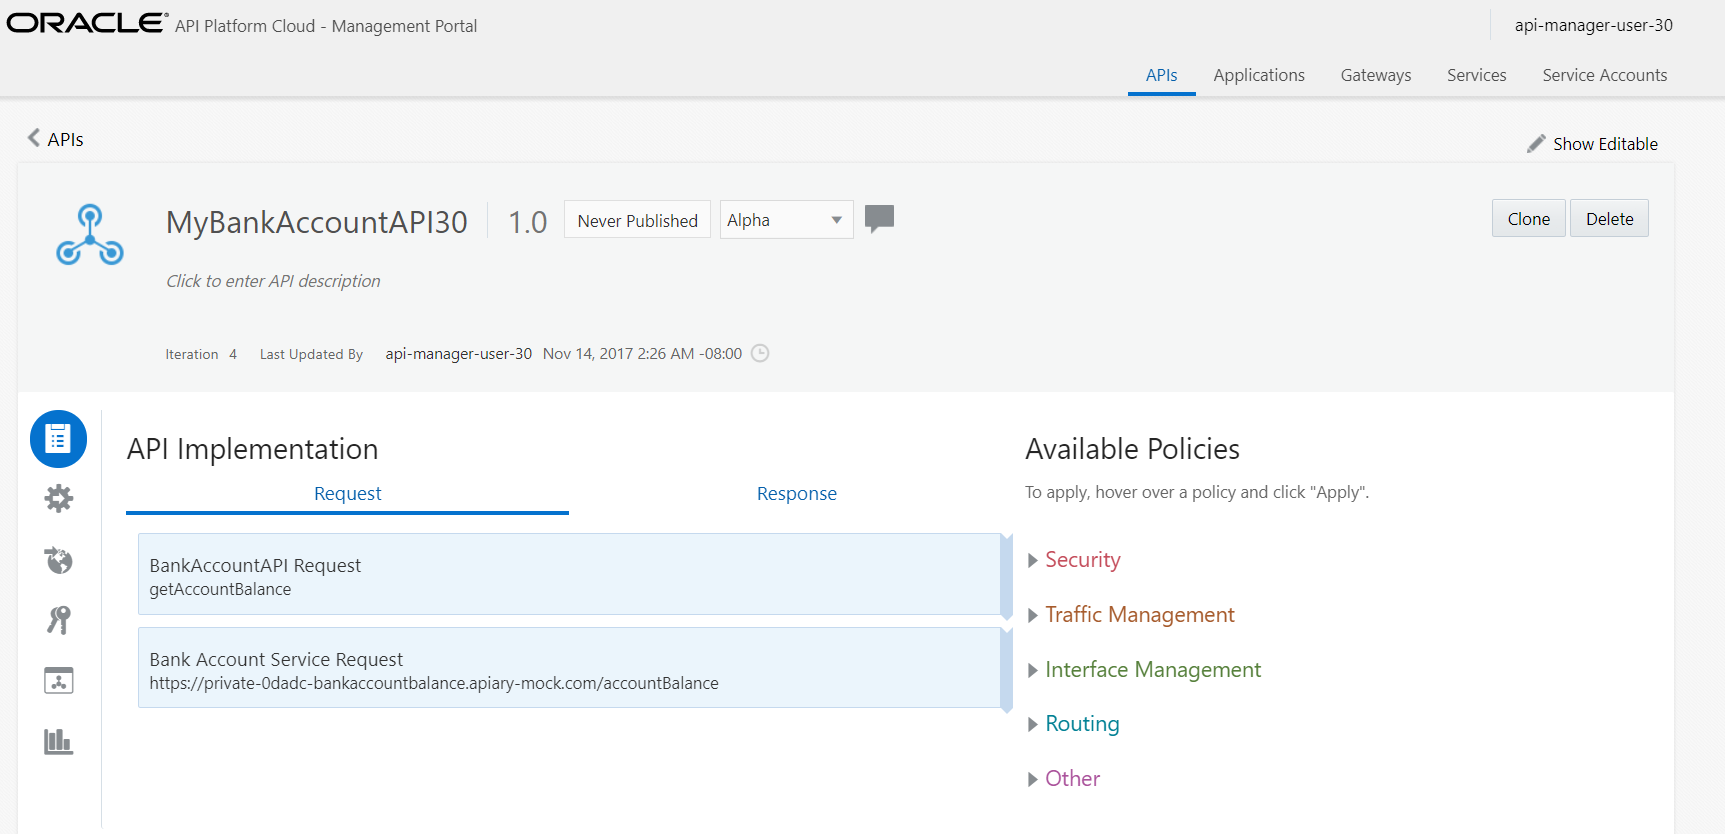 ORACLE® API Platform Cloud - Management Portal
api-manager-user-30
APIs Applications Gateways Services Service Accounts
APIs
Show Editable
MyBankAccountAPI30 1.0 Never Published Alpha
Clone Delete
Click to enter API description
Iteration 4 Last Updated By api-manager-user-30 Nov 14, 2017 2:26 AM -08:00
API Implementation
Request Response
BankAccountAPI Request
getAccountBalance
Bank Account Service Request
https://private-0dadc-bankaccountbalance.apiary-mock.com/accountBalance
Available Policies
To apply, hover over a policy and click "Apply".
Security
Traffic Management
Interface Management
Routing
Other